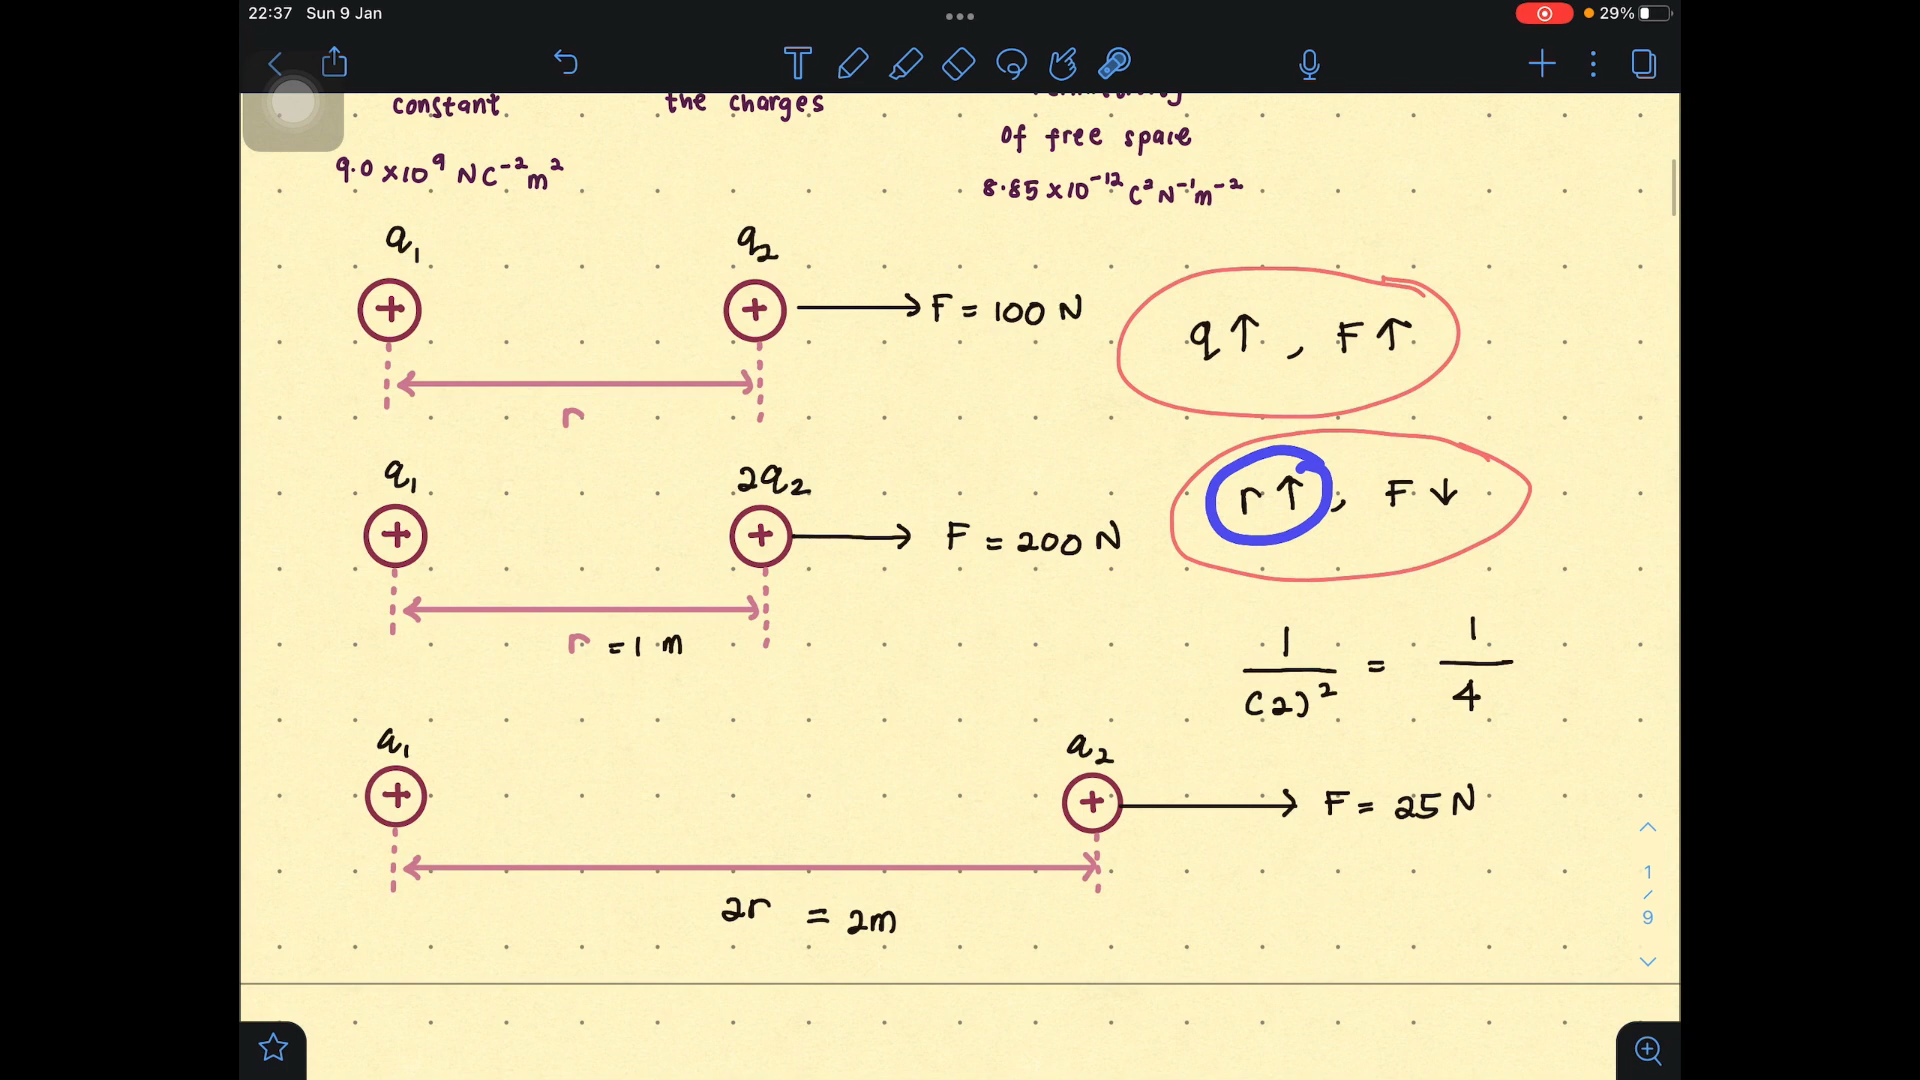 22:37 Sun 9 Jan
29%
constant
the charges
of free space
9.0 × 10⁹ NC⁻²m²
8.85 × 10⁻¹² C²N⁻¹m⁻²
q₁
q₂
F = 100 N
q↑, F↑
r
q₁
2q₂
r↑, F↓
F = 200 N
r = 1 m
1/(2)² = 1/4
q₁
q₂
F = 25 N
2r = 2m
1
/
9